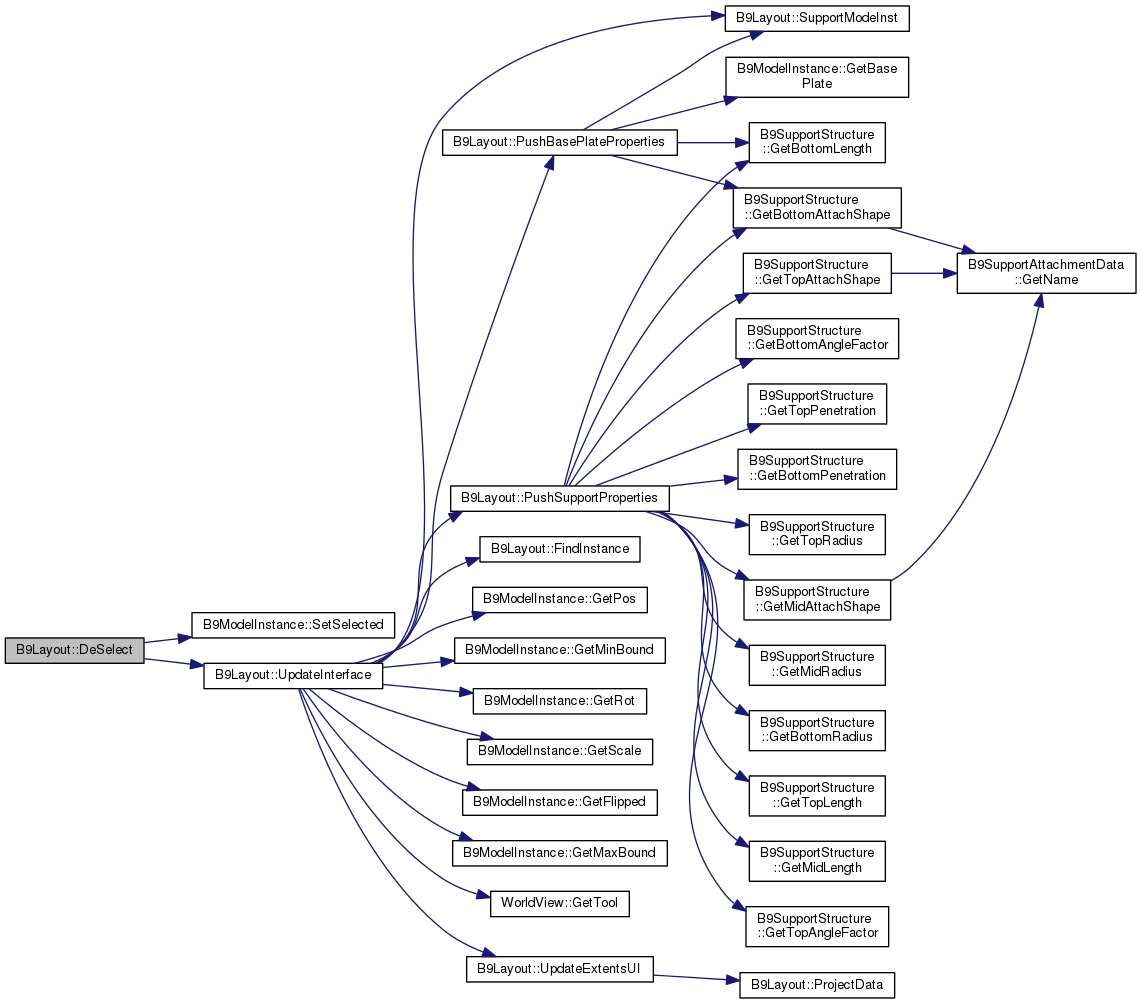 B9Layout::SupportModeInst
B9ModelInstance::GetBase
Plate
B9SupportStructure
::GetBottomLength
B9Layout::PushBasePlateProperties
B9SupportStructure
::GetBottomAttachShape
B9SupportStructure
::GetTopAttachShape
B9SupportAttachmentData
::GetName
B9SupportStructure
::GetBottomAngleFactor
B9SupportStructure
::GetTopPenetration
B9SupportStructure
::GetBottomPenetration
B9Layout::PushSupportProperties
B9SupportStructure
::GetTopRadius
B9Layout::FindInstance
B9SupportStructure
::GetMidAttachShape
B9ModelInstance::GetPos
B9ModelInstance::SetSelected
B9Layout::DeSelect
B9Layout::UpdateInterface
B9ModelInstance::GetMinBound
B9SupportStructure
::GetMidRadius
B9ModelInstance::GetRot
B9SupportStructure
::GetBottomRadius
B9ModelInstance::GetScale
B9SupportStructure
::GetTopLength
B9ModelInstance::GetFlipped
B9ModelInstance::GetMaxBound
B9SupportStructure
::GetMidLength
WorldView::GetTool
B9SupportStructure
::GetTopAngleFactor
B9Layout::UpdateExtentsUI
B9Layout::ProjectData